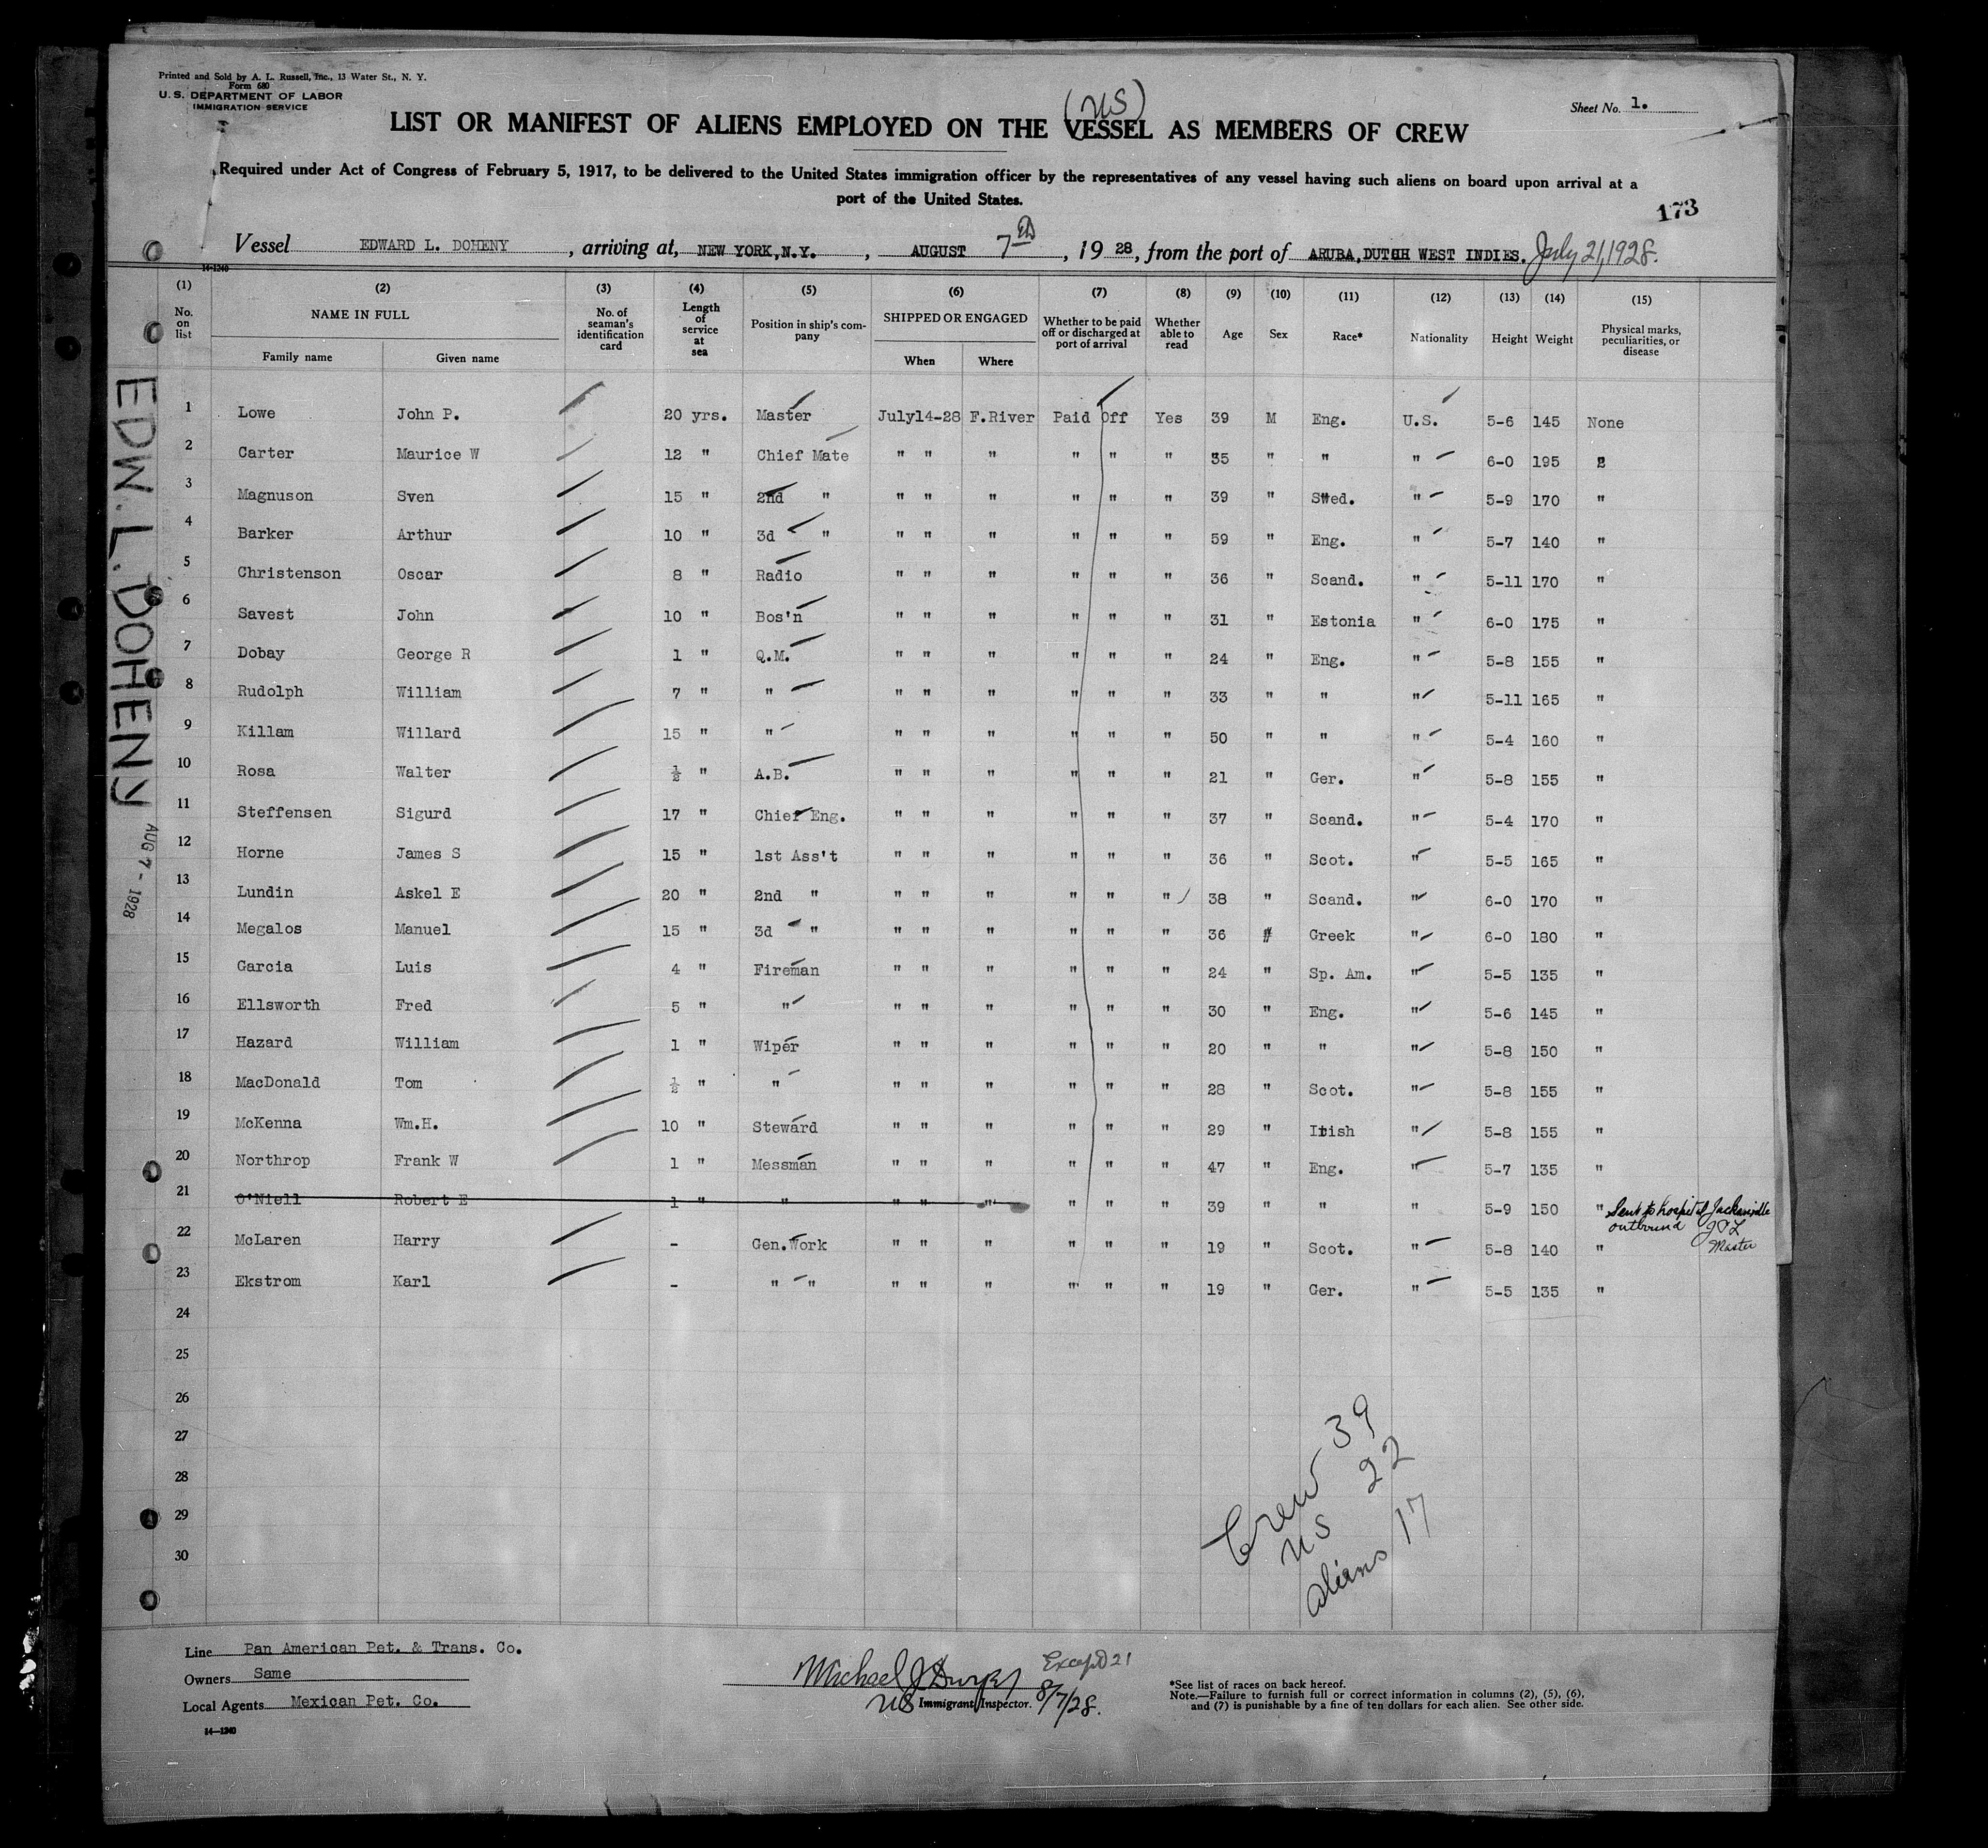 Printed and Sold by A. L. Russell, Inc., 13 Water St., N. Y.
Form 680
U. S. DEPARTMENT OF LABOR
IMMIGRATION SERVICE
Sheet No. 1.
(US)
LIST OR MANIFEST OF ALIENS EMPLOYED ON THE VESSEL AS MEMBERS OF CREW
Required under Act of Congress of February 5, 1917, to be delivered to the United States immigration officer by the representatives of any vessel having such aliens on board upon arrival at a
port of the United States.
173
Vessel EDWARD L. DOHENY, arriving at, NEW YORK, N.Y., AUGUST 7th, 1928, from the port of ARUBA, DUTCH WEST INDIES. July 21, 1928.
14-1240
(1) (2) (3) (4) (5) (6) (7) (8) (9) (10) (11) (12) (13) (14) (15)
No. on list NAME IN FULL Family name Given name No. of seaman's identification card Length of service at sea Position in ship's company SHIPPED OR ENGAGED When Where Whether to be paid off or discharged at port of arrival Whether able to read Age Sex Race* Nationality Height Weight Physical marks, peculiarities, or disease
1 Lowe John P. 20 yrs. Master July14-28 F.River Paid Off Yes 39 M Eng. U.S. 5-6 145 None
2 Carter Maurice W 12 " Chief Mate " " " " " " 35 " " " 6-0 195 "
3 Magnuson Sven 15 " 2nd " " " " " " " 39 " Swed. " 5-9 170 "
4 Barker Arthur 10 " 3d " " " " " " " 59 " Eng. " 5-7 140 "
5 Christenson Oscar 8 " Radio " " " " " " 36 " Scand. " 5-11 170 "
6 Savest John 10 " Bos'n " " " " " " 31 " Estonia " 6-0 175 "
7 Dobay George R 1 " Q.M. " " " " " " 24 " Eng. " 5-8 155 "
8 Rudolph William 7 " " " " " " " " 33 " " " 5-11 165 "
9 Killam Willard 15 " " " " " " " " 50 " " " 5-4 160 "
10 Rosa Walter ½ " A.B. " " " " " " 21 " Ger. " 5-8 155 "
11 Steffensen Sigurd 17 " Chief Eng. " " " " " " 37 " Scand. " 5-4 170 "
12 Horne James S 15 " 1st Ass't " " " " " " 36 " Scot. " 5-5 165 "
13 Lundin Askel E 20 " 2nd " " " " " " " 38 " Scand. " 6-0 170 "
14 Megalos Manuel 15 " 3d " " " " " " " 36 " Greek " 6-0 180 "
15 Garcia Luis 4 " Fireman " " " " " " 24 " Sp. Am. " 5-5 135 "
16 Ellsworth Fred 5 " " " " " " " " 30 " Eng. " 5-6 145 "
17 Hazard William 1 " Wiper " " " " " " 20 " " " 5-8 150 "
18 MacDonald Tom ½ " " " " " " " " 28 " Scot. " 5-8 155 "
19 McKenna Wm.H. 10 " Steward " " " " " " 29 " Irish " 5-8 155 "
20 Northrop Frank W 1 " Messman " " " " " " 47 " Eng. " 5-7 135 "
21 O'Niell Robert E 1 " " " " " " " " 39 " " " 5-9 150 " Sent to hospital Jacksonville
outbound JPL
Master
22 McLaren Harry - Gen.Work " " " " " " 19 " Scot. " 5-8 140 "
23 Ekstrom Karl - " " " " " " " " 19 " Ger. " 5-5 135 "
24
25
26
27
28
29
30
Crew 39
US 22
Aliens 17
EDW. L. DOHENY
AUG 7 - 1928
Line Pan American Pet. & Trans. Co.
Owners Same
Local Agents Mexican Pet. Co.
14-1240
Michael J Dwyer Except 21
US Immigrant Inspector. 8/7/28.
*See list of races on back hereof.
Note.—Failure to furnish full or correct information in columns (2), (5), (6),
and (7) is punishable by a fine of ten dollars for each alien. See other side.